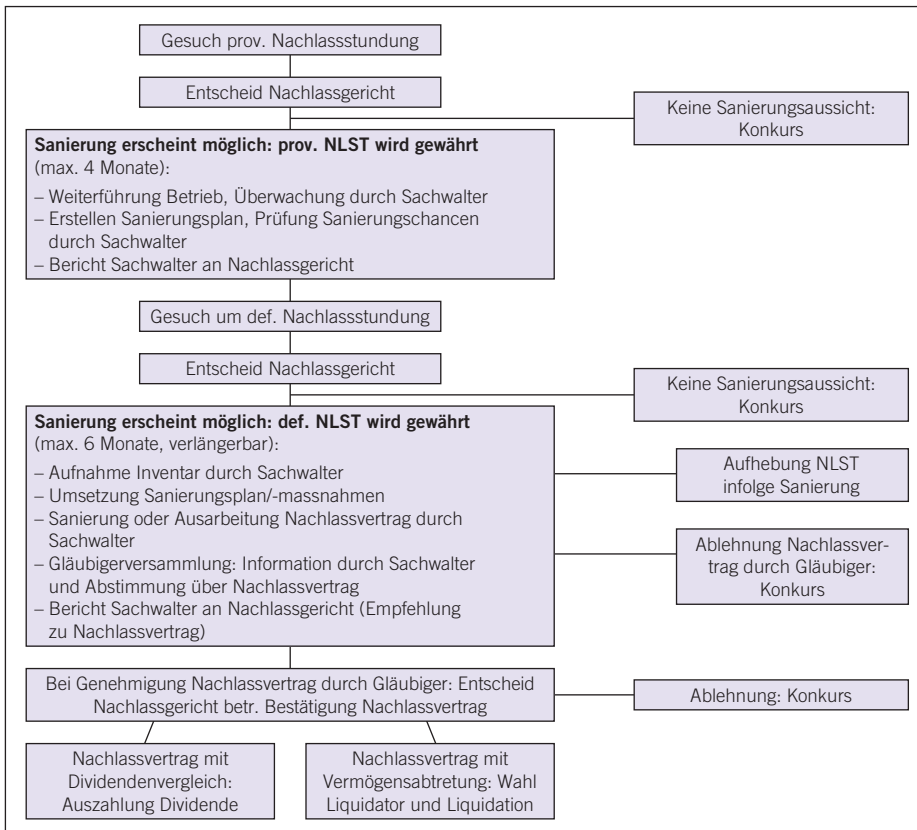 Gesuch prov. Nachlassstundung
Entscheid Nachlassgericht
Keine Sanierungsaussicht:
Konkurs
Sanierung erscheint möglich: prov. NLST wird gewährt
(max. 4 Monate):
– Weiterführung Betrieb, Überwachung durch Sachwalter
– Erstellen Sanierungsplan, Prüfung Sanierungschancen
durch Sachwalter
– Bericht Sachwalter an Nachlassgericht
Gesuch um def. Nachlassstundung
Entscheid Nachlassgericht
Keine Sanierungsaussicht:
Konkurs
Sanierung erscheint möglich: def. NLST wird gewährt
(max. 6 Monate, verlängerbar):
– Aufnahme Inventar durch Sachwalter
– Umsetzung Sanierungsplan/-massnahmen
– Sanierung oder Ausarbeitung Nachlassvertrag durch
Sachwalter
– Gläubigerversammlung: Information durch Sachwalter
und Abstimmung über Nachlassvertrag
– Bericht Sachwalter an Nachlassgericht (Empfehlung
zu Nachlassvertrag)
Aufhebung NLST
infolge Sanierung
Ablehnung Nachlassver-
trag durch Gläubiger:
Konkurs
Bei Genehmigung Nachlassvertrag durch Gläubiger: Entscheid
Nachlassgericht betr. Bestätigung Nachlassvertrag
Ablehnung: Konkurs
Nachlassvertrag mit
Dividendenvergleich:
Auszahlung Dividende
Nachlassvertrag mit
Vermögensabtretung: Wahl
Liquidator und Liquidation